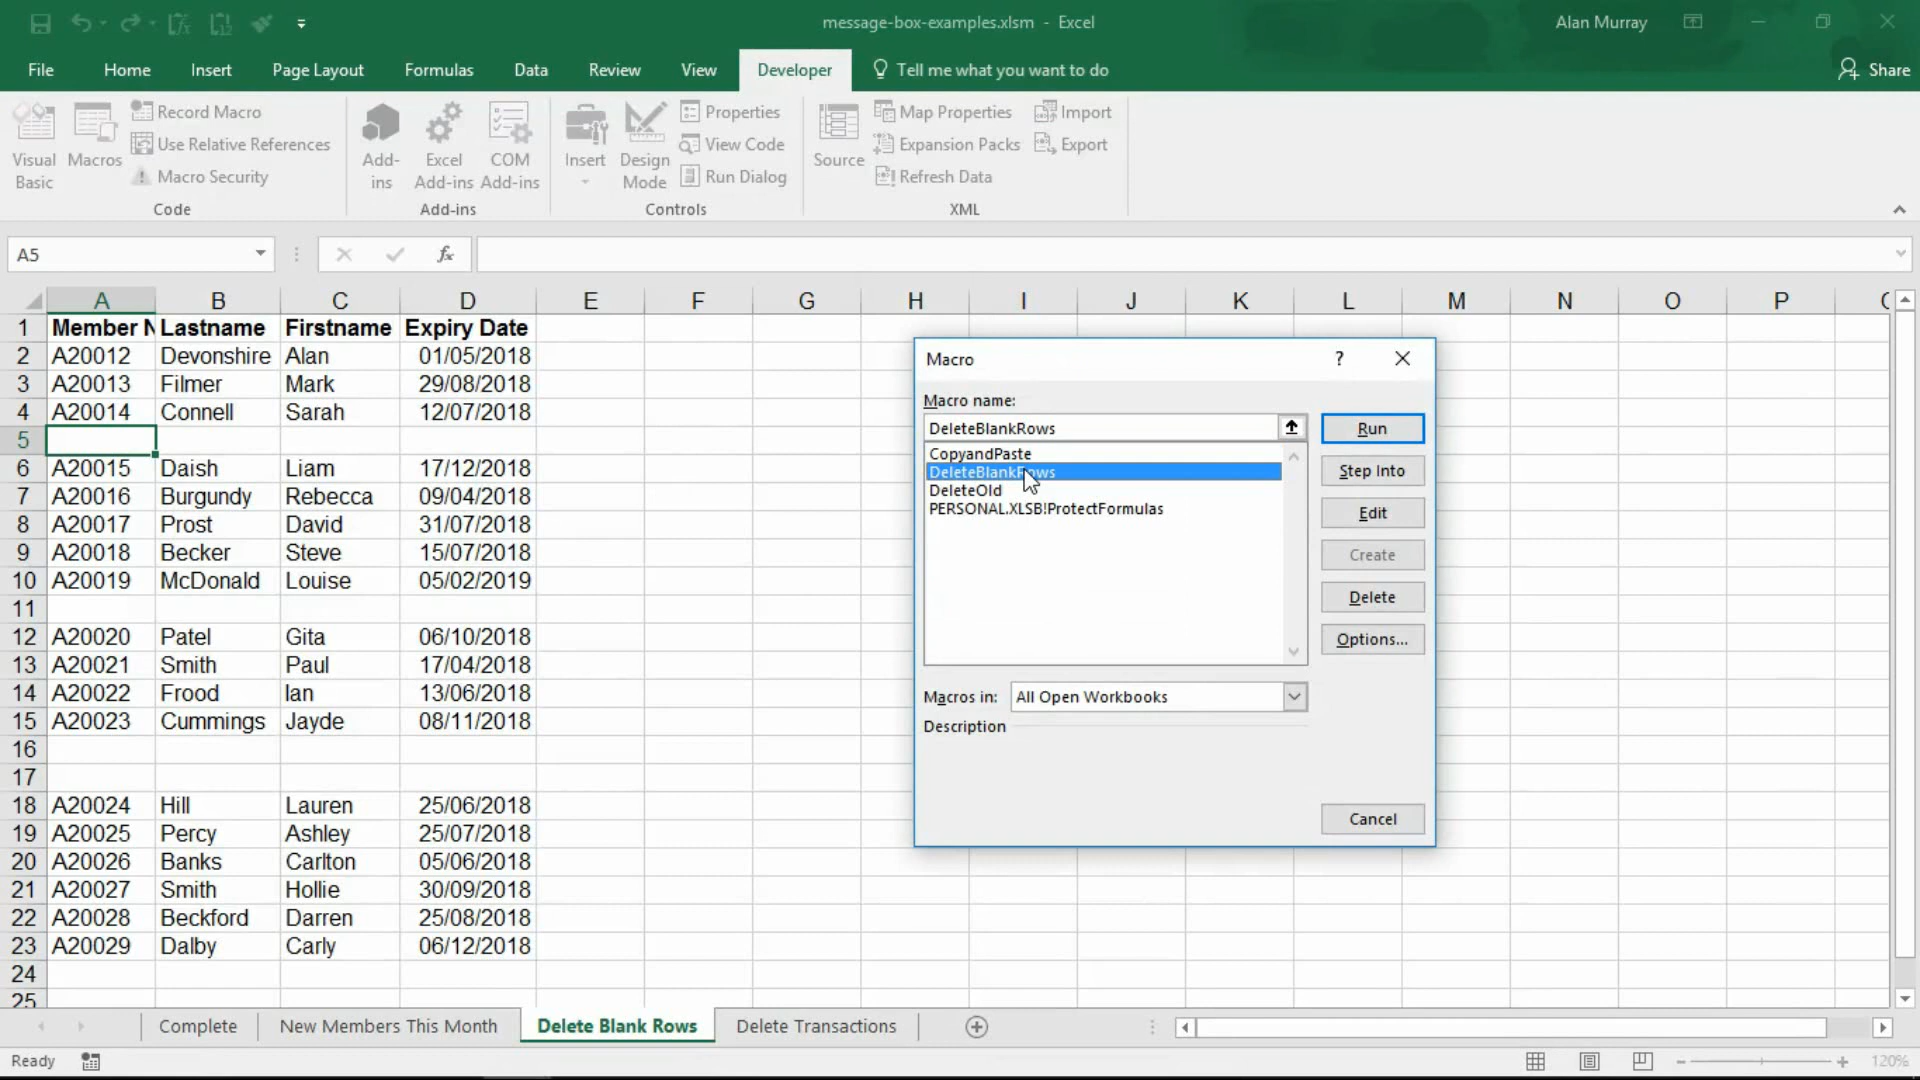 message-box-examples.xlsm - Excel
Alan Murray
File Home Insert Page Layout Formulas Data Review View Developer Tell me what you want to do Share
Visual Basic
Macros
Record Macro
Use Relative References
Macro Security
Code
Add-ins
Excel Add-ins
COM Add-ins
Add-ins
Insert
Design Mode
Properties
View Code
Run Dialog
Controls
Source
Map Properties
Expansion Packs
Refresh Data
Import
Export
XML
A5
fx
A B C D E F G H I J K L M N O P
1 Member N Lastname Firstname Expiry Date
2 A20012 Devonshire Alan 01/05/2018
3 A20013 Filmer Mark 29/08/2018
4 A20014 Connell Sarah 12/07/2018
5
6 A20015 Daish Liam 17/12/2018
7 A20016 Burgundy Rebecca 09/04/2018
8 A20017 Prost David 31/07/2018
9 A20018 Becker Steve 15/07/2018
10 A20019 McDonald Louise 05/02/2019
11
12 A20020 Patel Gita 06/10/2018
13 A20021 Smith Paul 17/04/2018
14 A20022 Frood Ian 13/06/2018
15 A20023 Cummings Jayde 08/11/2018
16
17
18 A20024 Hill Lauren 25/06/2018
19 A20025 Percy Ashley 25/07/2018
20 A20026 Banks Carlton 05/06/2018
21 A20027 Smith Hollie 30/09/2018
22 A20028 Beckford Darren 25/08/2018
23 A20029 Dalby Carly 06/12/2018
24
25
Macro ?
Macro name:
DeleteBlankRows
CopyandPaste
DeleteBlankRows
DeleteOld
PERSONAL.XLSB!ProtectFormulas
Run
Step Into
Edit
Create
Delete
Options...
Macros in: All Open Workbooks
Description
Cancel
Complete New Members This Month Delete Blank Rows Delete Transactions
Ready
120%